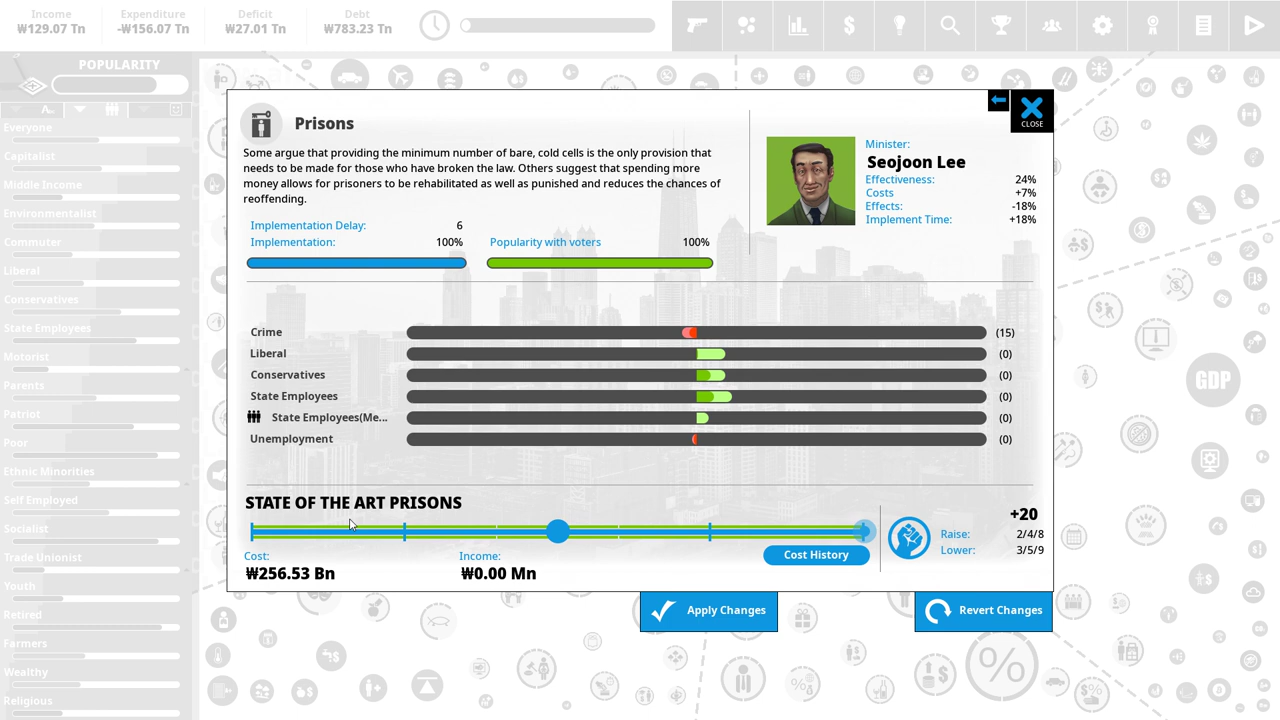 Income
Expenditure
Deficit
Debt
₩129.07 Tn
-₩156.07 Tn
₩27.01 Tn
₩783.23 Tn
POPULARITY
Everyone
Capitalist
Middle Income
Environmentalist
Commuter
Liberal
Conservatives
State Employees
Motorist
Parents
Patriot
Poor
Ethnic Minorities
Self Employed
Socialist
Trade Unionist
Youth
Retired
Farmers
Wealthy
Religious
Prisons
Some argue that providing the minimum number of bare, cold cells is the only provision that
needs to be made for those who have broken the law. Others suggest that spending more
money allows for prisoners to be rehabilitated as well as punished and reduces the chances of
reoffending.
Implementation Delay: 6
Implementation: 100%
Popularity with voters 100%
CLOSE
Minister:
Seojoon Lee
Effectiveness: 24%
Costs +7%
Effects: -18%
Implement Time: +18%
Crime (15)
Liberal (0)
Conservatives (0)
State Employees (0)
State Employees(Me... (0)
Unemployment (0)
STATE OF THE ART PRISONS
Cost:
₩256.53 Bn
Income:
₩0.00 Mn
Cost History
+20
Raise: 2/4/8
Lower: 3/5/9
Apply Changes
Revert Changes
GDP
%